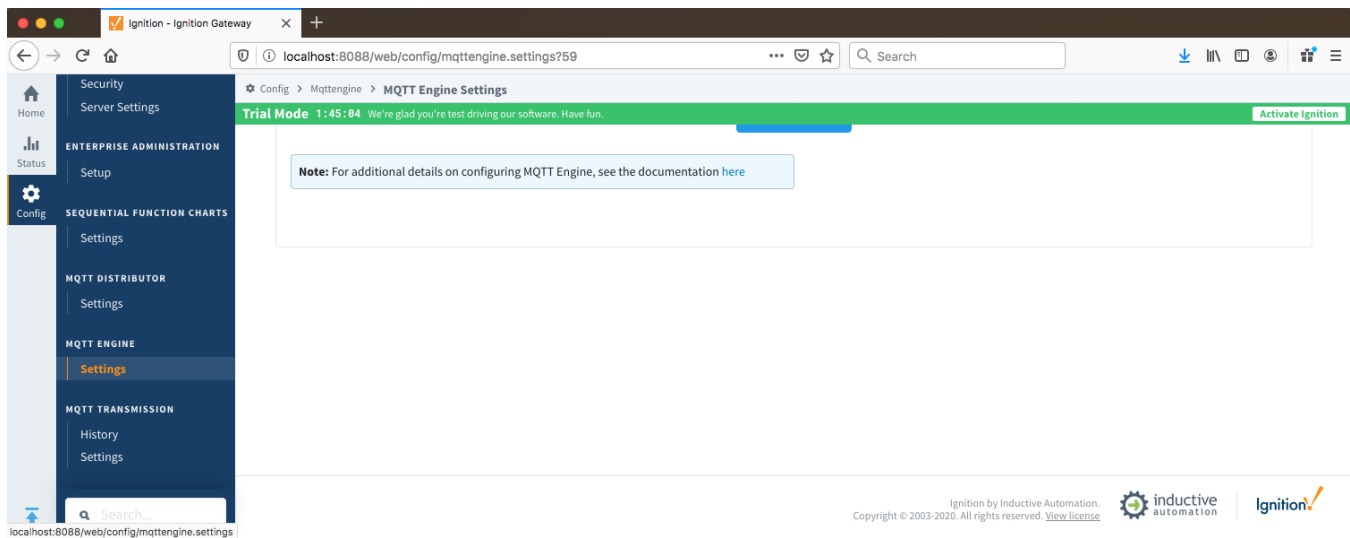 Ignition - Ignition Gateway
localhost:8088/web/config/mqttengine.settings?59
Search
Home
Status
Config
Security
Server Settings
ENTERPRISE ADMINISTRATION
Setup
SEQUENTIAL FUNCTION CHARTS
Settings
MQTT DISTRIBUTOR
Settings
MQTT ENGINE
Settings
MQTT TRANSMISSION
History
Settings
Search...
localhost:8088/web/config/mqttengine.settings
Config > Mqttengine > MQTT Engine Settings
Trial Mode 1:45:04 We're glad you're test driving our software. Have fun.
Activate Ignition
Note: For additional details on configuring MQTT Engine, see the documentation here
Ignition by Inductive Automation.
Copyright © 2003-2020. All rights reserved. View license
inductive
automation
Ignition!